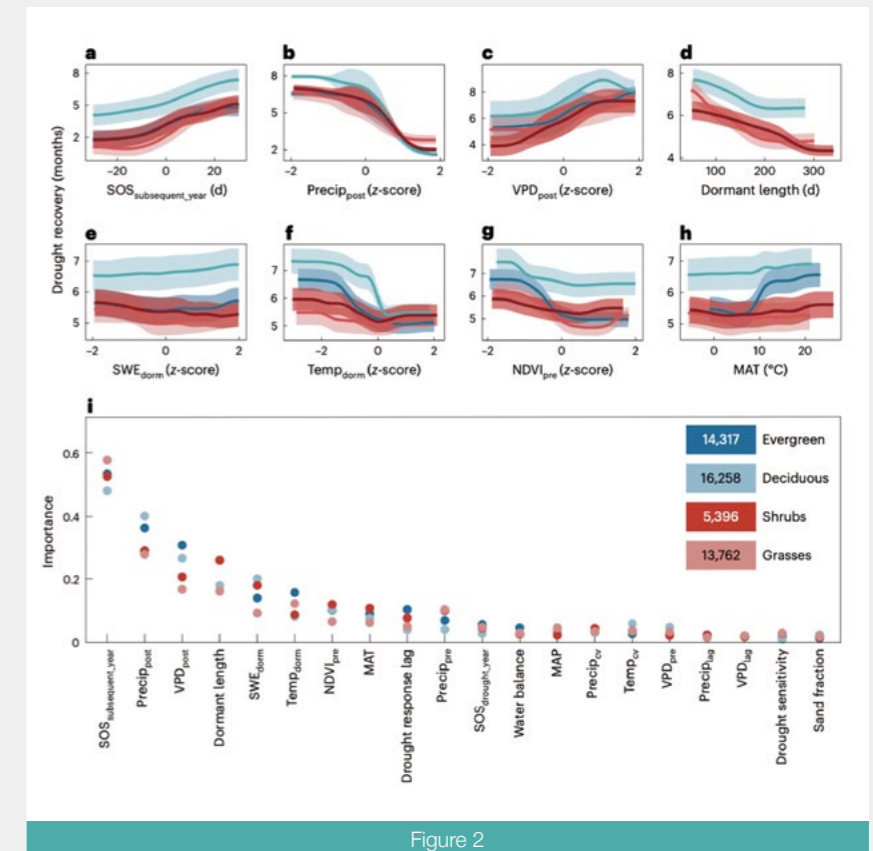 a
b
c
d
8
5
2
−20
0
20
SOSsubsequent_year (d)
8
5
2
−2
0
2
Precippost (z-score)
8
6
4
−2
0
2
VPDpost (z-score)
8
6
4
100
200
300
Dormant length (d)
Drought recovery (months)
e
f
g
h
7
6
5
−2
0
2
SWEdorm (z-score)
7
6
5
−2
0
2
Tempdorm (z-score)
7
6
5
−2
0
2
NDVIpre (z-score)
7
6
5
0
10
20
MAT (°C)
i
Importance
0.6
0.4
0.2
0
14,317 Evergreen
16,258 Deciduous
5,396 Shrubs
13,762 Grasses
SOSsubsequent_year
Precippost
VPDpost
Dormant length
SWEdorm
Tempdorm
NDVIpre
MAT
Drought response lag
Precippre
SOSdrought_year
Water balance
MAP
Precipcv
Tempcv
VPDpre
Preciplag
VPDlag
Drought sensitivity
Sand fraction
Figure 2